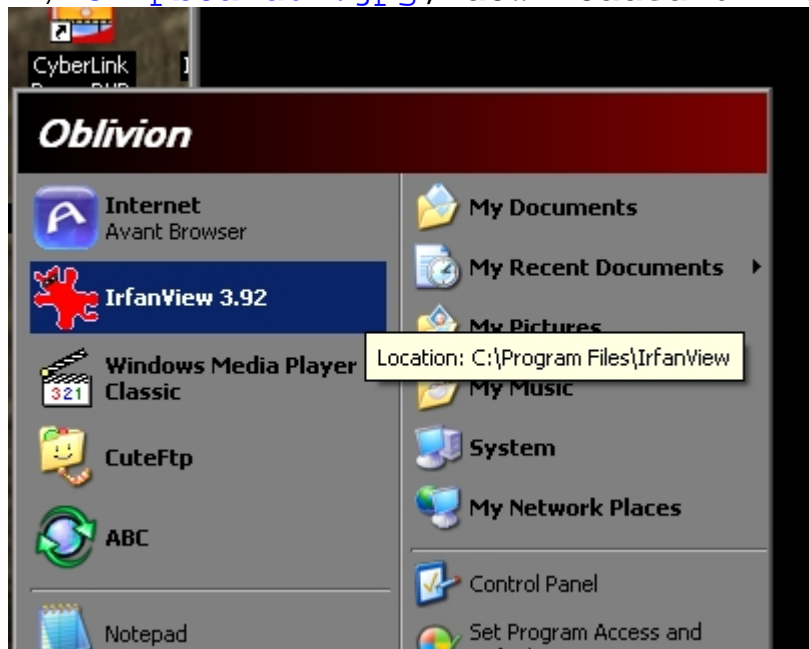 CyberLink
Oblivion
Internet
Avant Browser
IrfanView 3.92
Windows Media Player
Classic
321
CuteFtp
ABC
Notepad
My Documents
My Recent Documents
My Pictures
Location: C:\Program Files\IrfanView
My Music
System
My Network Places
Control Panel
Set Program Access and